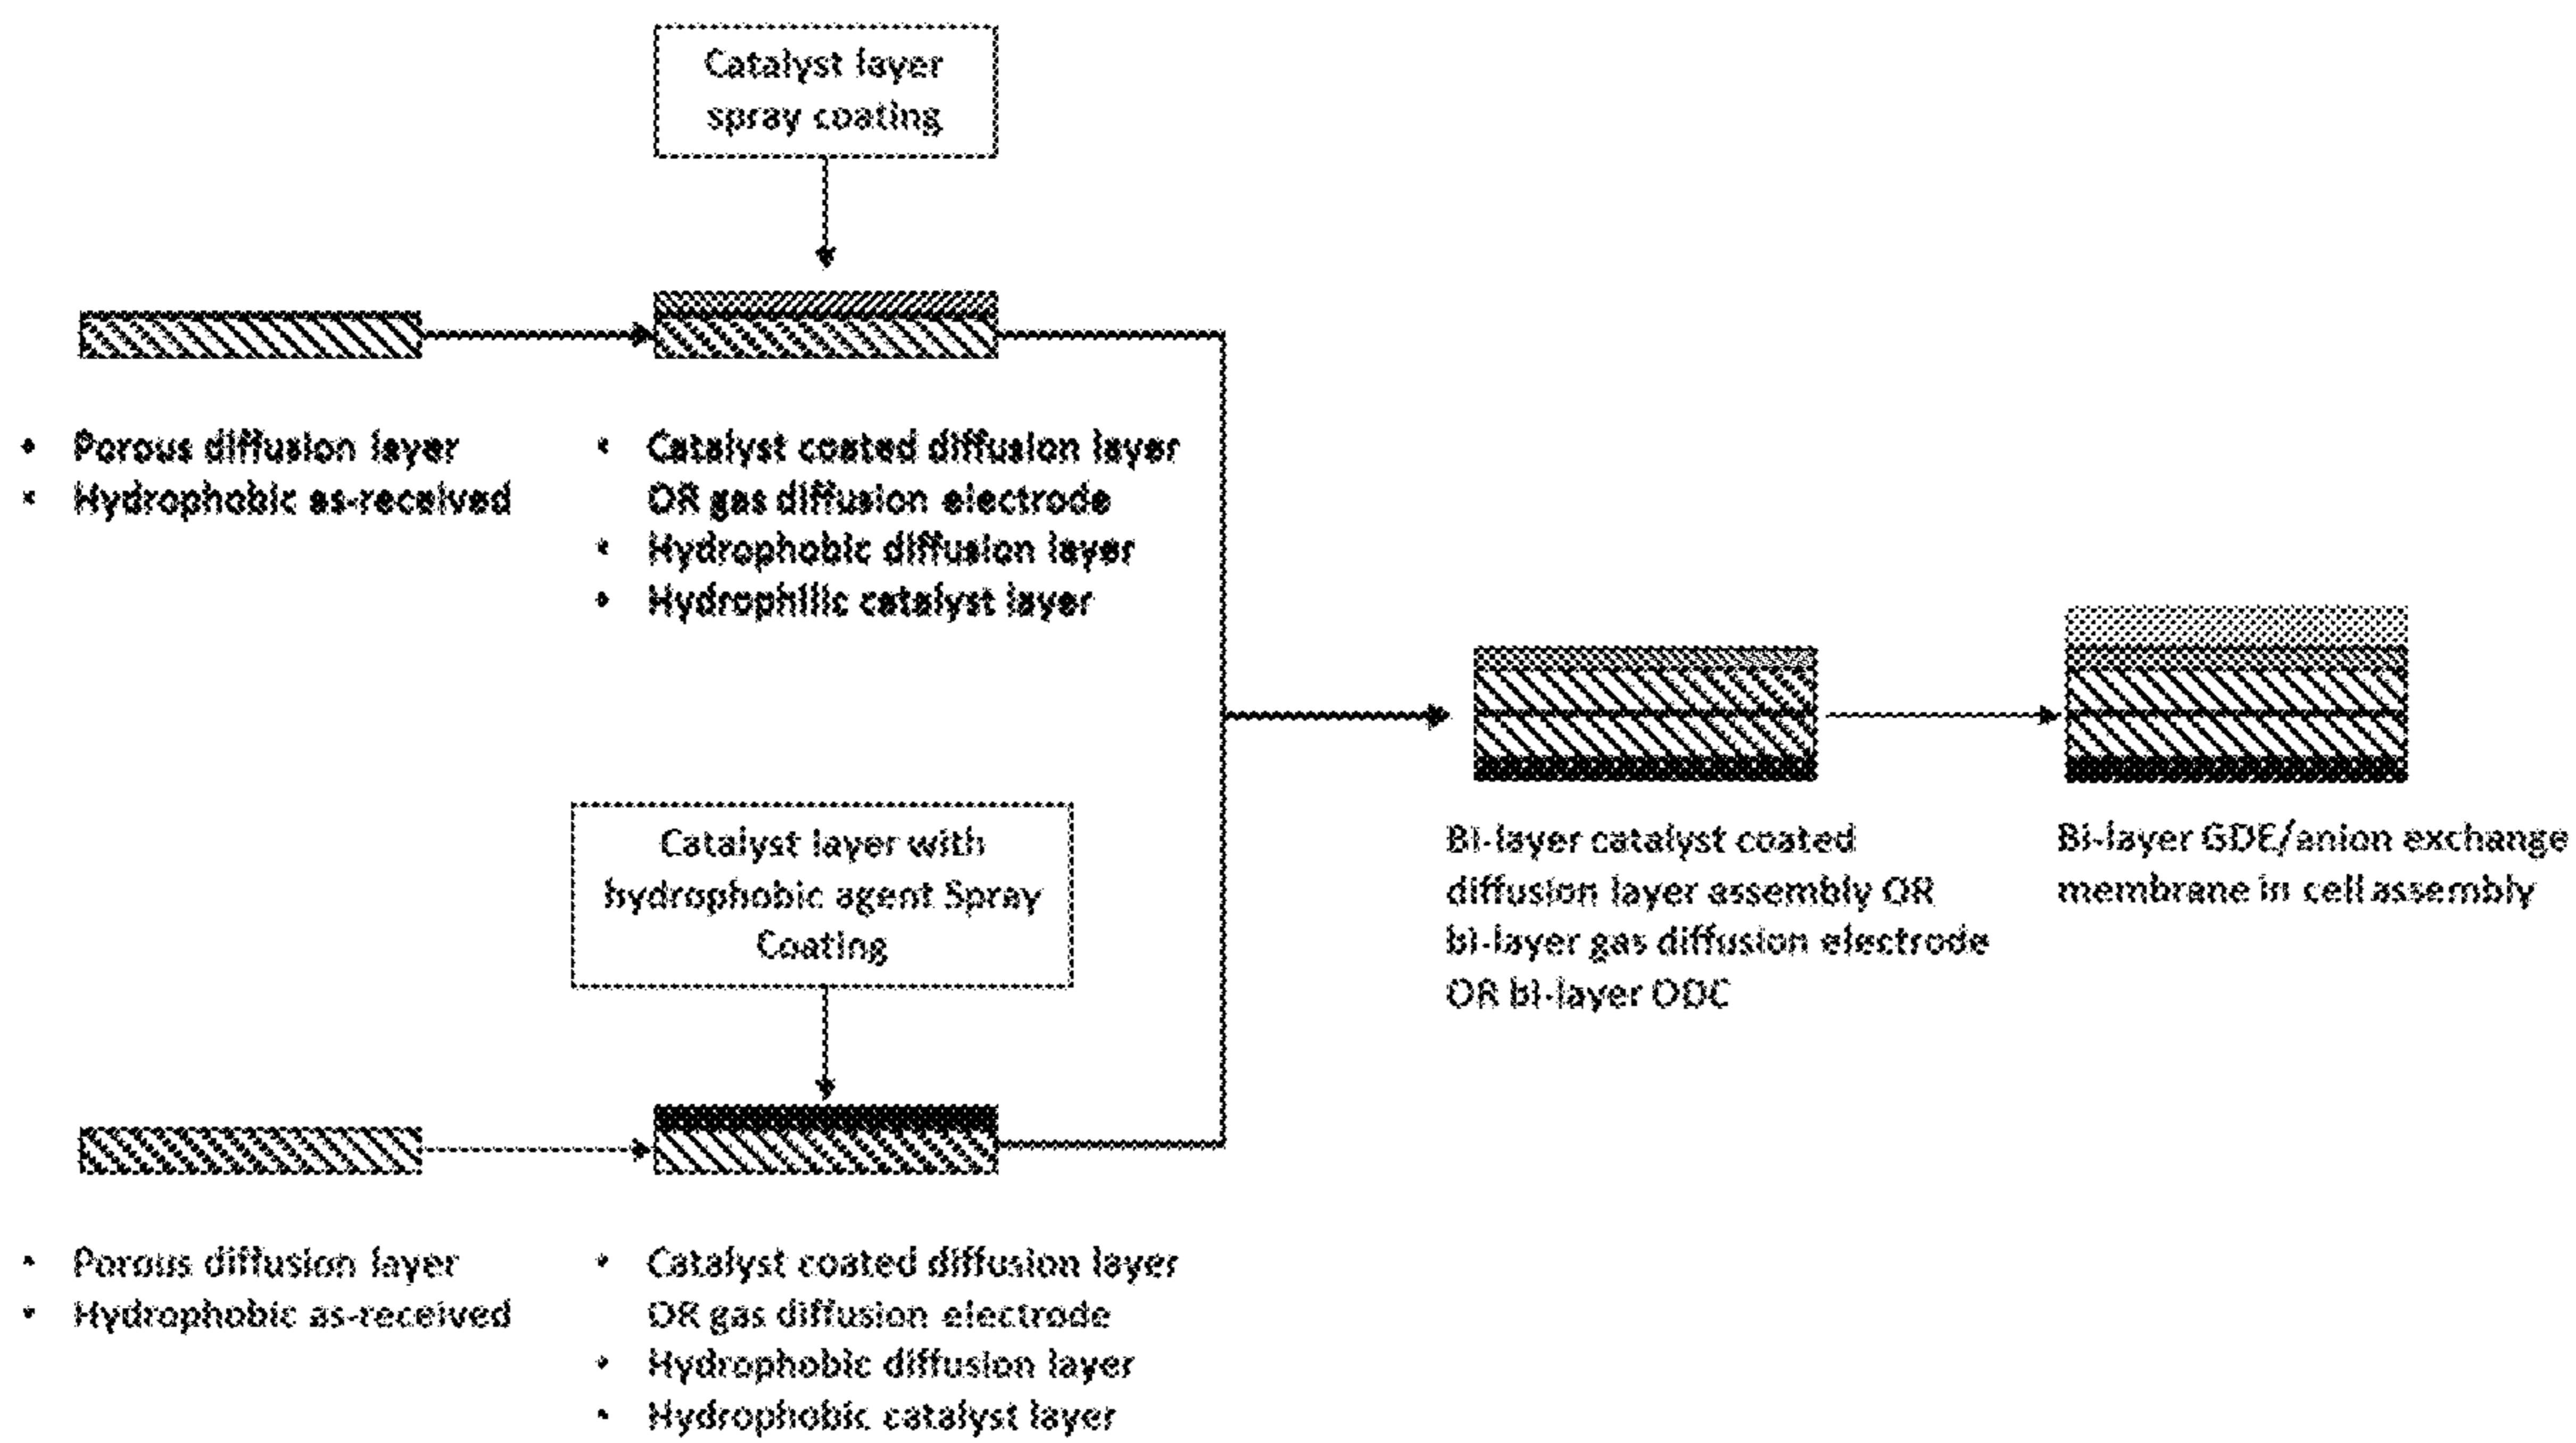 Catalyst layer
spray coating
• Porous diffusion layer
• Hydrophobic as-received
• Catalyst coated diffusion layer
OR gas diffusion electrode
• Hydrophobic diffusion layer
• Hydrophilic catalyst layer
Catalyst layer with
hydrophobic agent Spray
Coating
• Porous diffusion layer
• Hydrophobic as-received
• Catalyst coated diffusion layer
OR gas diffusion electrode
• Hydrophobic diffusion layer
• Hydrophobic catalyst layer
Bi-layer catalyst coated
diffusion layer assembly OR
bi-layer gas diffusion electrode
OR bi-layer ODC
Bi-layer GDE/anion exchange
membrane in cell assembly